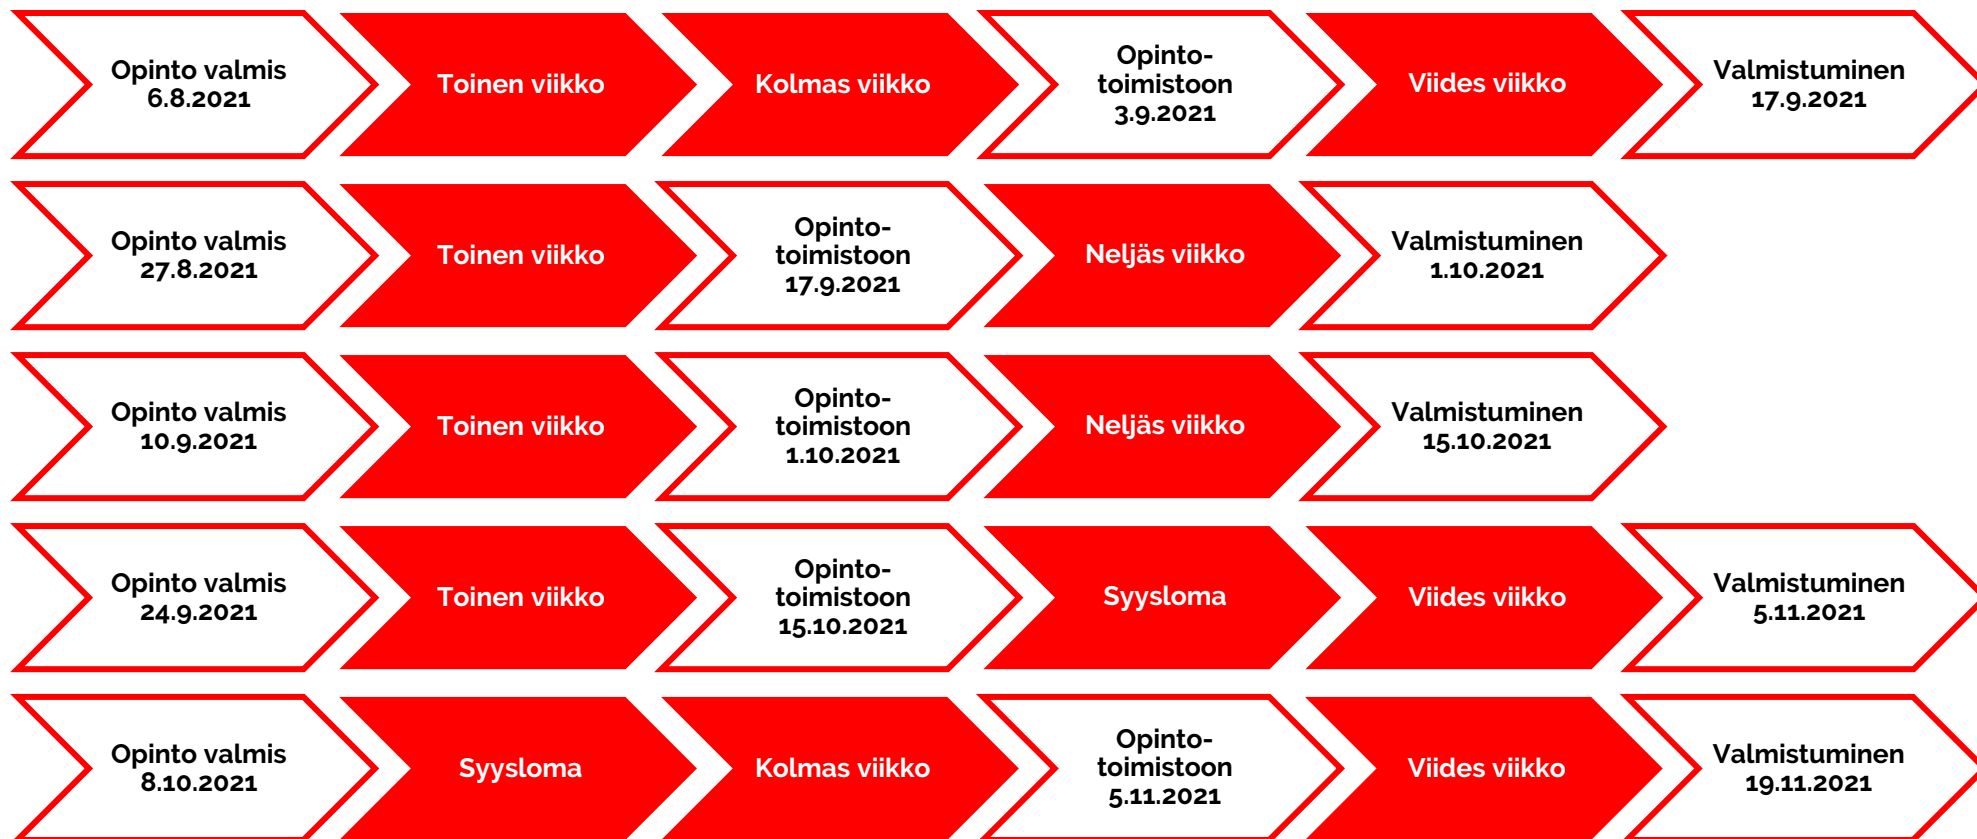 Opinto valmis
6.8.2021
Toinen viikko
Kolmas viikko
Opinto-
toimistoon
3.9.2021
Viides viikko
Valmistuminen
17.9.2021
Opinto valmis
27.8.2021
Toinen viikko
Opinto-
toimistoon
17.9.2021
Neljäs viikko
Valmistuminen
1.10.2021
Opinto valmis
10.9.2021
Toinen viikko
Opinto-
toimistoon
1.10.2021
Neljäs viikko
Valmistuminen
15.10.2021
Opinto valmis
24.9.2021
Toinen viikko
Opinto-
toimistoon
15.10.2021
Syysloma
Viides viikko
Valmistuminen
5.11.2021
Opinto valmis
8.10.2021
Syysloma
Kolmas viikko
Opinto-
toimistoon
5.11.2021
Viides viikko
Valmistuminen
19.11.2021